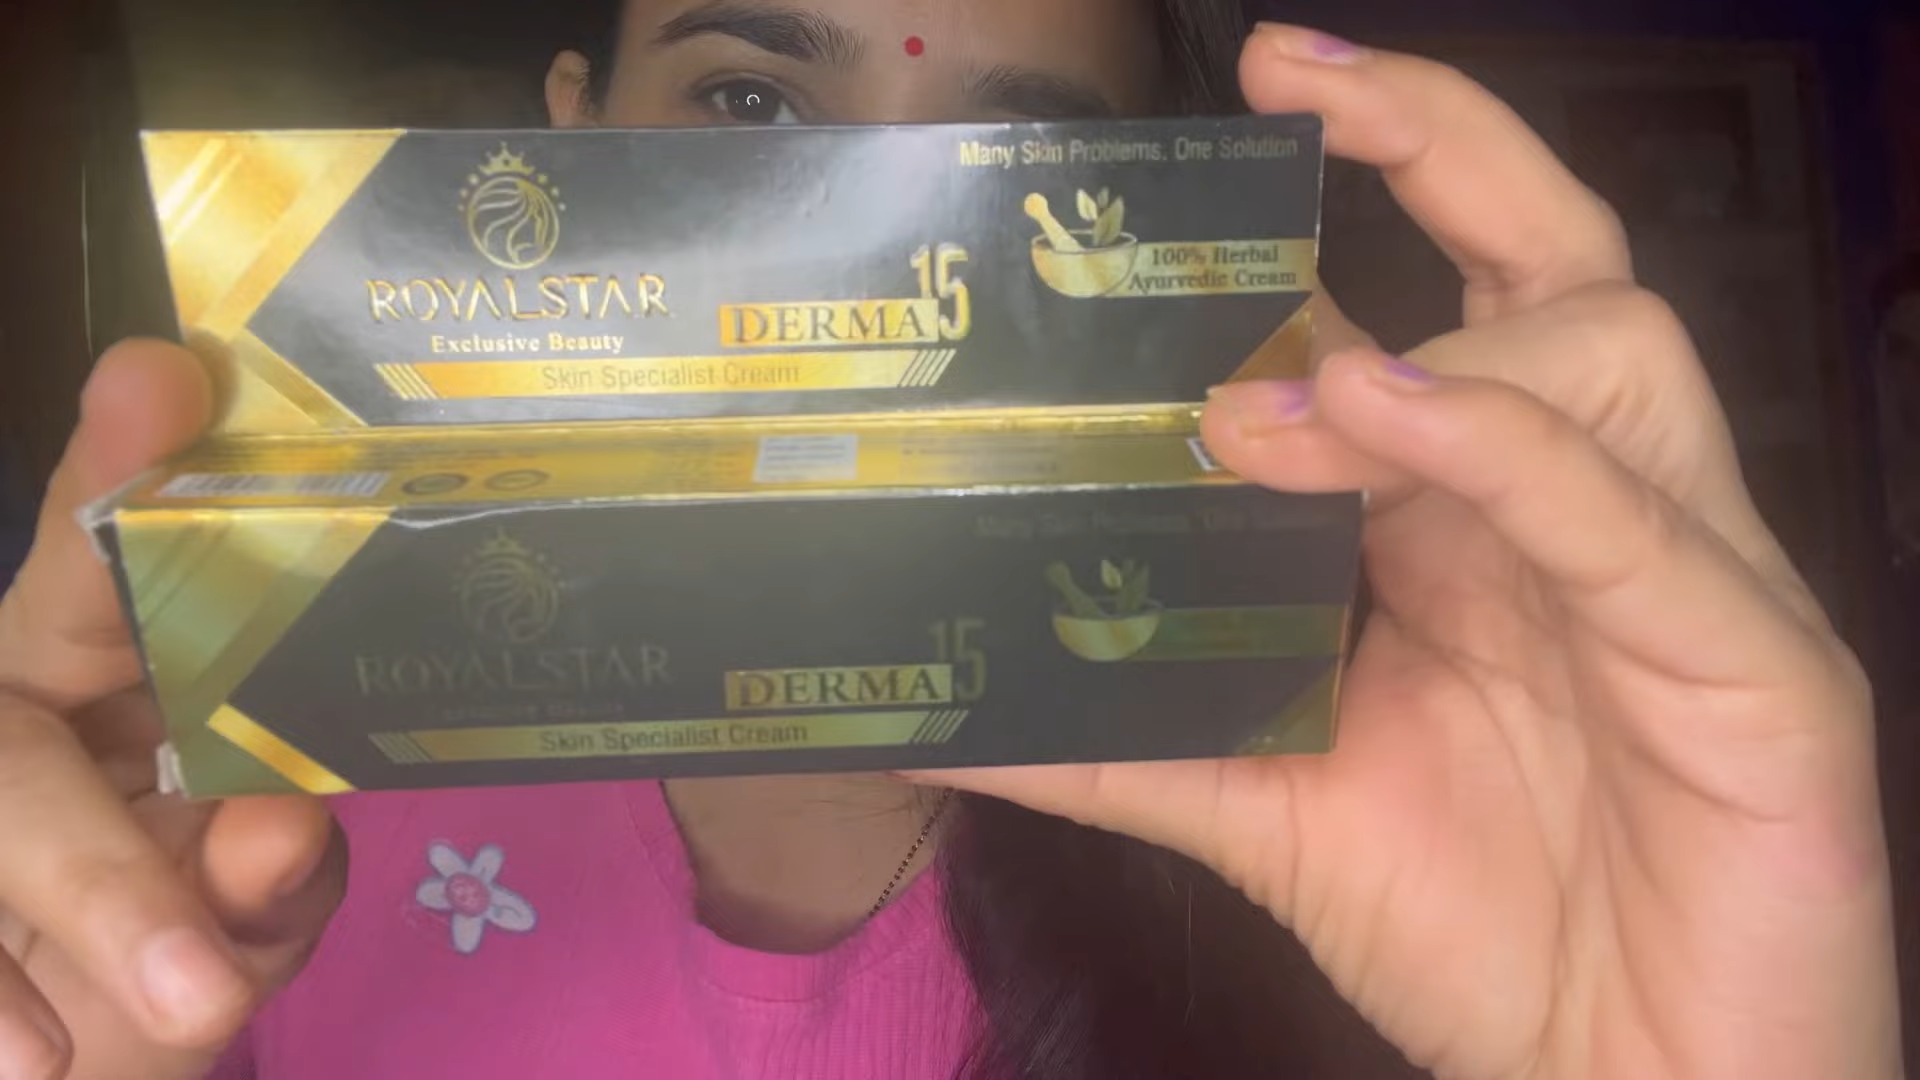 Many Skin Problems, One Solution
ROYALSTAR
Exclusive Beauty
DERMA 15
Skin Specialist Cream
100% Herbal
Ayurvedic Cream
ROYALSTAR
DERMA 15
Skin Specialist Cream